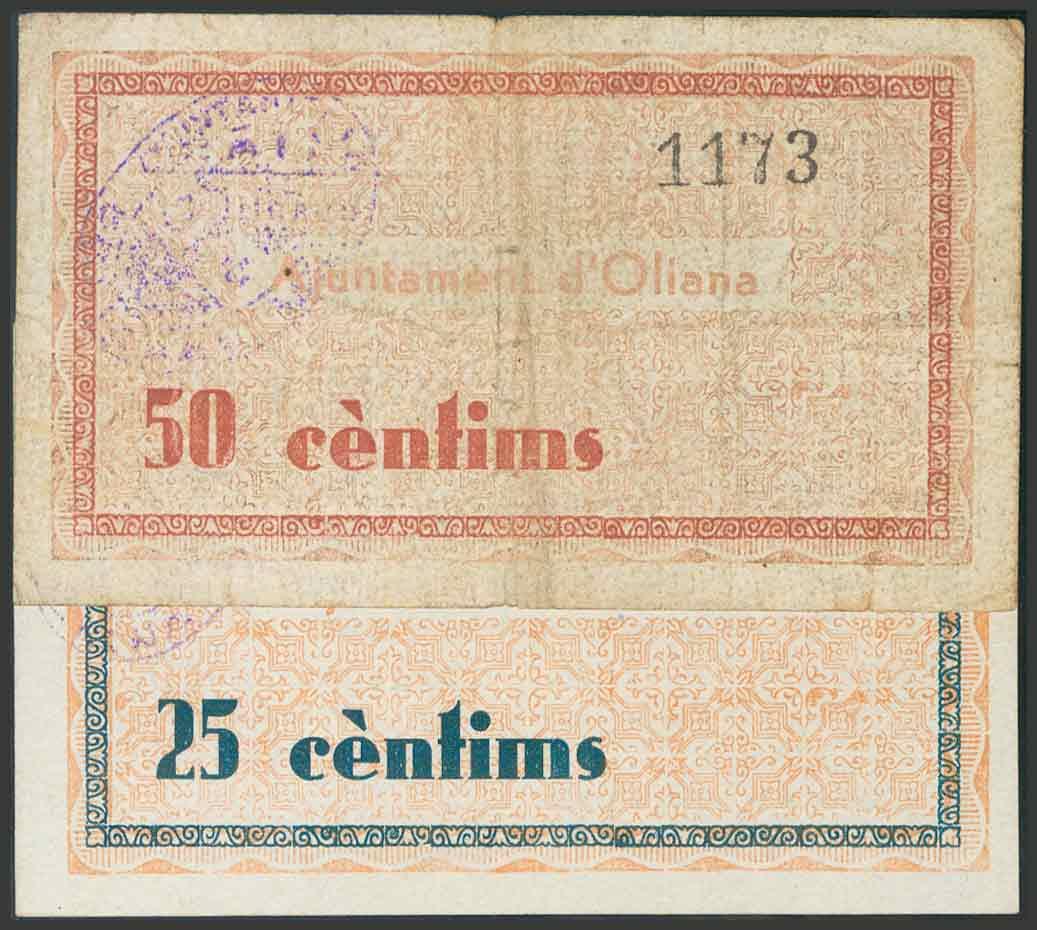 1173
Ajuntament d'Oliana
50 cèntims
25 cèntims